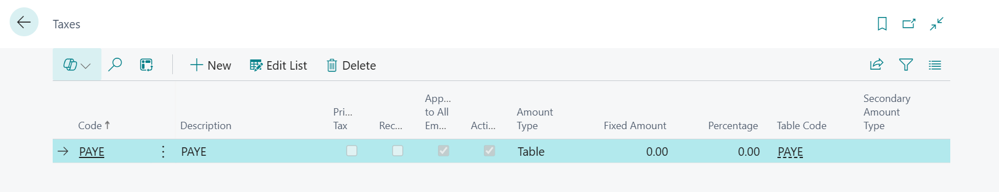 Taxes
New Edit List Delete
Code ↑ Description Pri... Tax Rec... App... to All Em... Acti... Amount Type Fixed Amount Percentage Table Code Secondary Amount Type
PAYE PAYE Table 0.00 0.00 PAYE